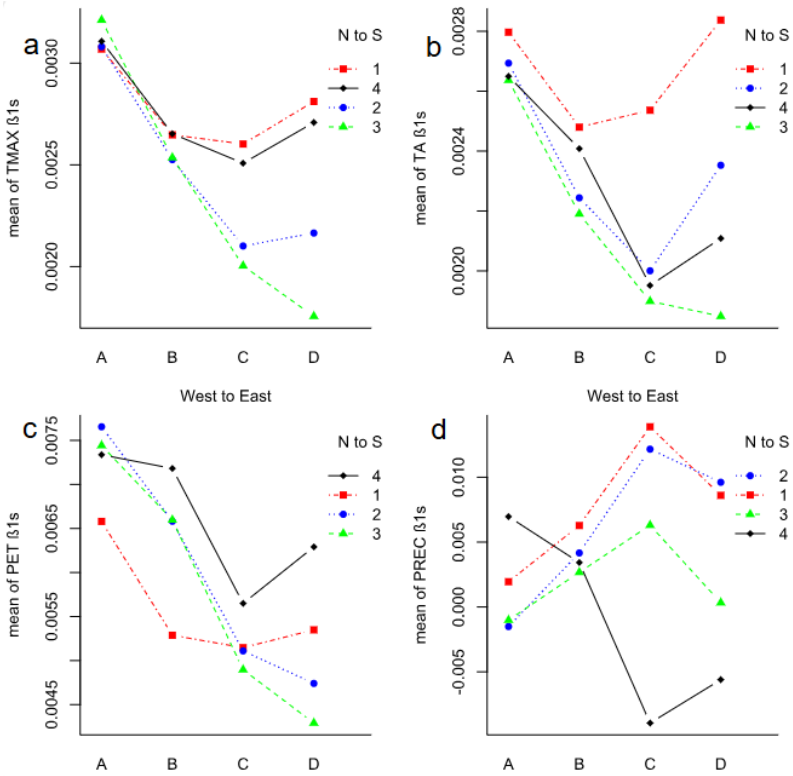 a
N to S
1
4
2
3
mean of TMAX ß1s
0.0030
0.0025
0.0020
A B C D
West to East
b
N to S
1
2
4
3
mean of TA ß1s
0.0028
0.0024
0.0020
A B C D
West to East
c
N to S
4
1
2
3
mean of PET ß1s
0.0075
0.0065
0.0055
0.0045
A B C D
d
N to S
2
1
3
4
mean of PREC ß1s
0.010
0.005
0.000
-0.005
A B C D